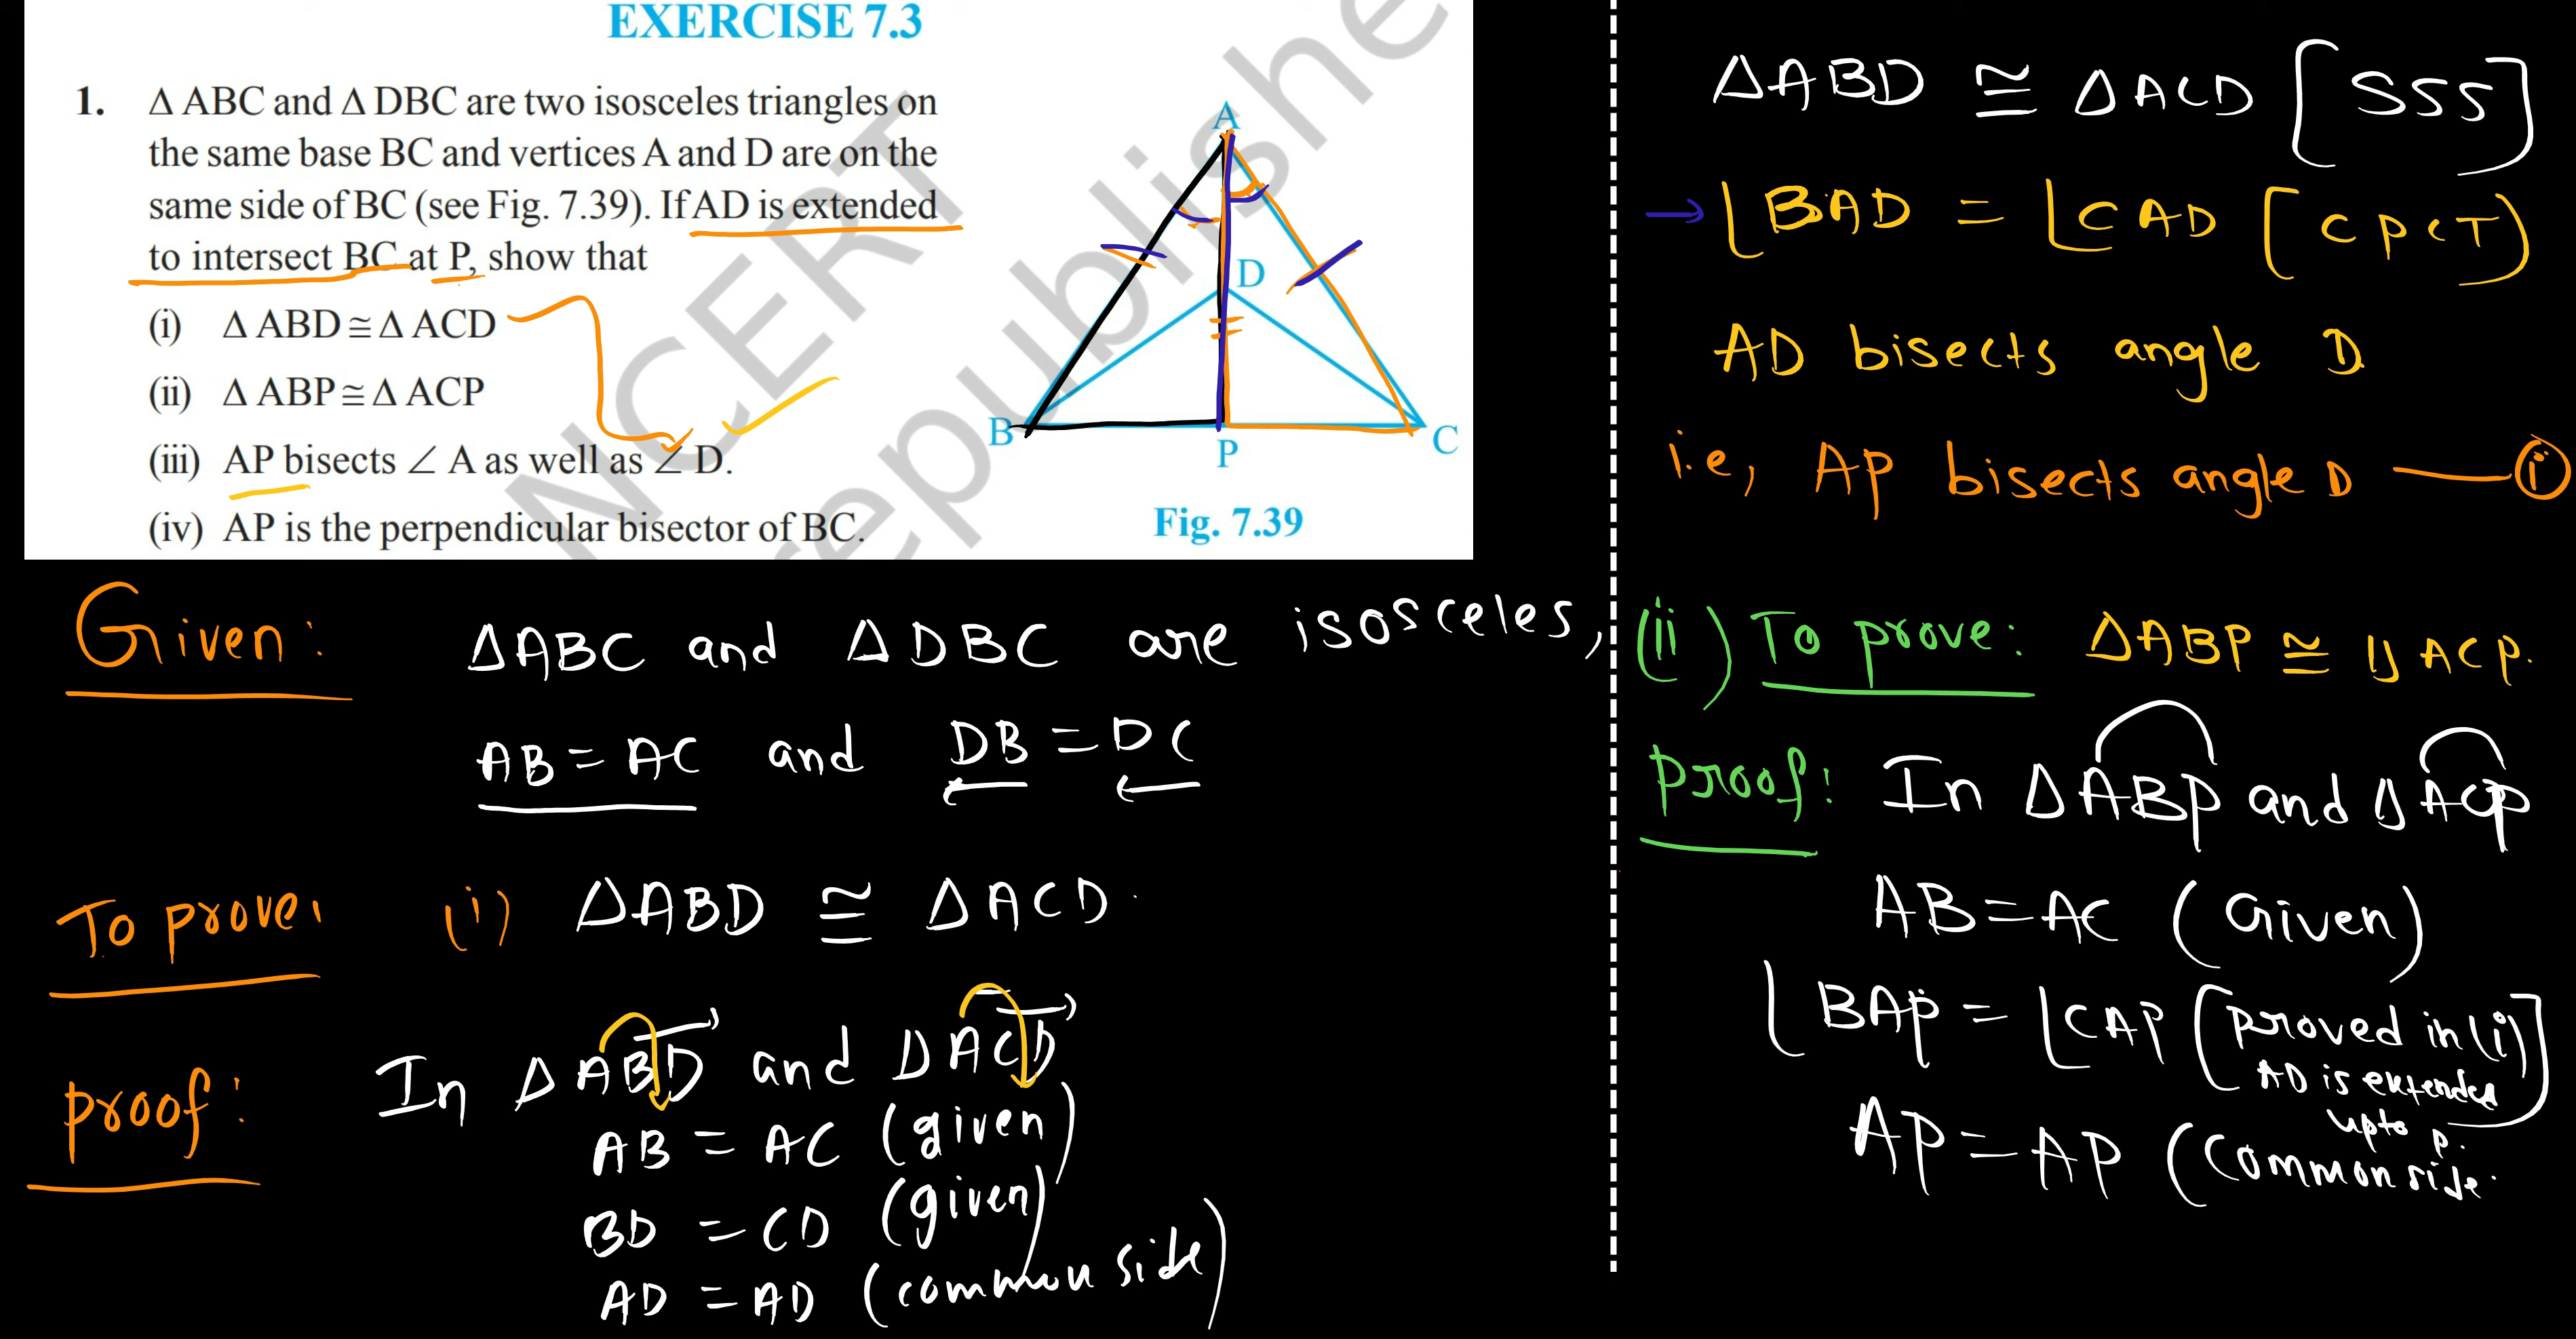 EXERCISE 7.3
1. Δ ABC and Δ DBC are two isosceles triangles on
the same base BC and vertices A and D are on the
same side of BC (see Fig. 7.39). If AD is extended
to intersect BC at P, show that
(i) Δ ABD ≅ Δ ACD
(ii) Δ ABP ≅ Δ ACP
(iii) AP bisects ∠ A as well as ∠ D.
(iv) AP is the perpendicular bisector of BC.
A
D
B
P
C
Fig. 7.39
NCERT
republishe
Given: ΔABC and ΔDBC are isosceles,
AB = AC and DB = DC
To prove: (i) ΔABD ≅ ΔACD.
proof: In ΔABD and ΔACD
AB = AC (given)
BD = CD (given)
AD = AD (common side)
ΔABD ≅ ΔACD [SSS]
→ ∠BAD = ∠CAD [CPCT)
AD bisects angle D
i.e, AP bisects angle D — (i)
(ii) To prove: ΔABP ≅ ΔACP.
proof: In ΔABP and ΔACP
AB = AC (Given)
∠BAP = ∠CAP [proved in (i)
AD is extended
upto P.]
AP = AP (common side.